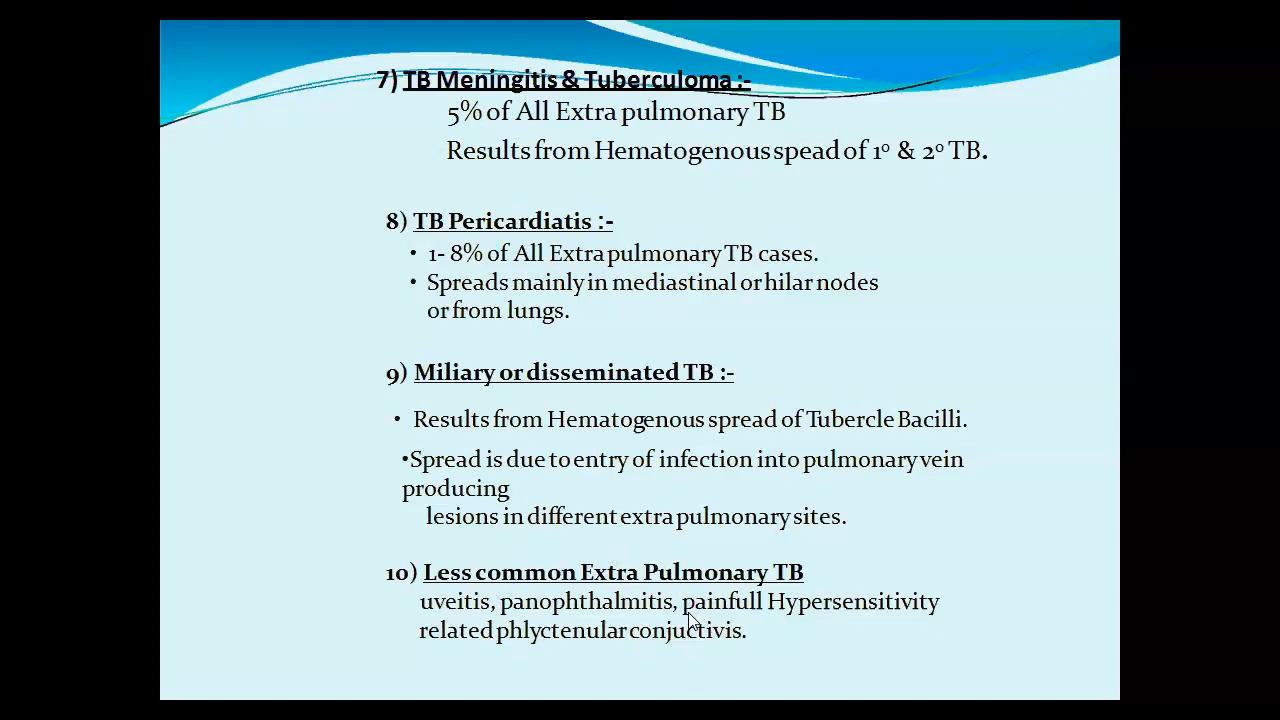 7) TB Meningitis & Tuberculoma :-
5% of All Extra pulmonary TB
Results from Hematogenous spead of 1⁰ & 2⁰ TB.
8) TB Pericardiatis :-
• 1- 8% of All Extra pulmonary TB cases.
• Spreads mainly in mediastinal or hilar nodes
or from lungs.
9) Miliary or disseminated TB :-
• Results from Hematogenous spread of Tubercle Bacilli.
•Spread is due to entry of infection into pulmonary vein
producing
lesions in different extra pulmonary sites.
10) Less common Extra Pulmonary TB
uveitis, panophthalmitis, painfull Hypersensitivity
related phlyctenular conjuctivis.